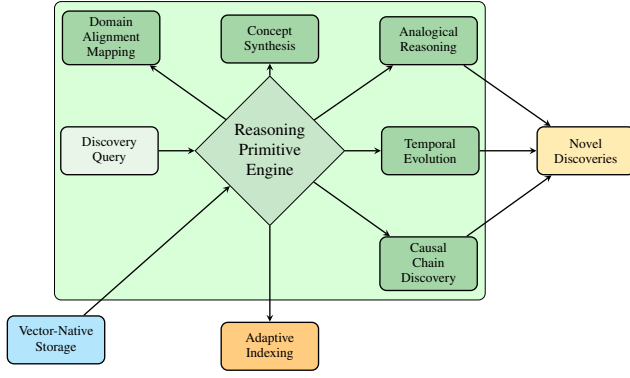 Domain
Alignment
Mapping
Concept
Synthesis
Analogical
Reasoning
Discovery
Query
Reasoning
Primitive
Engine
Temporal
Evolution
Novel
Discoveries
Causal
Chain
Discovery
Vector-Native
Storage
Adaptive
Indexing